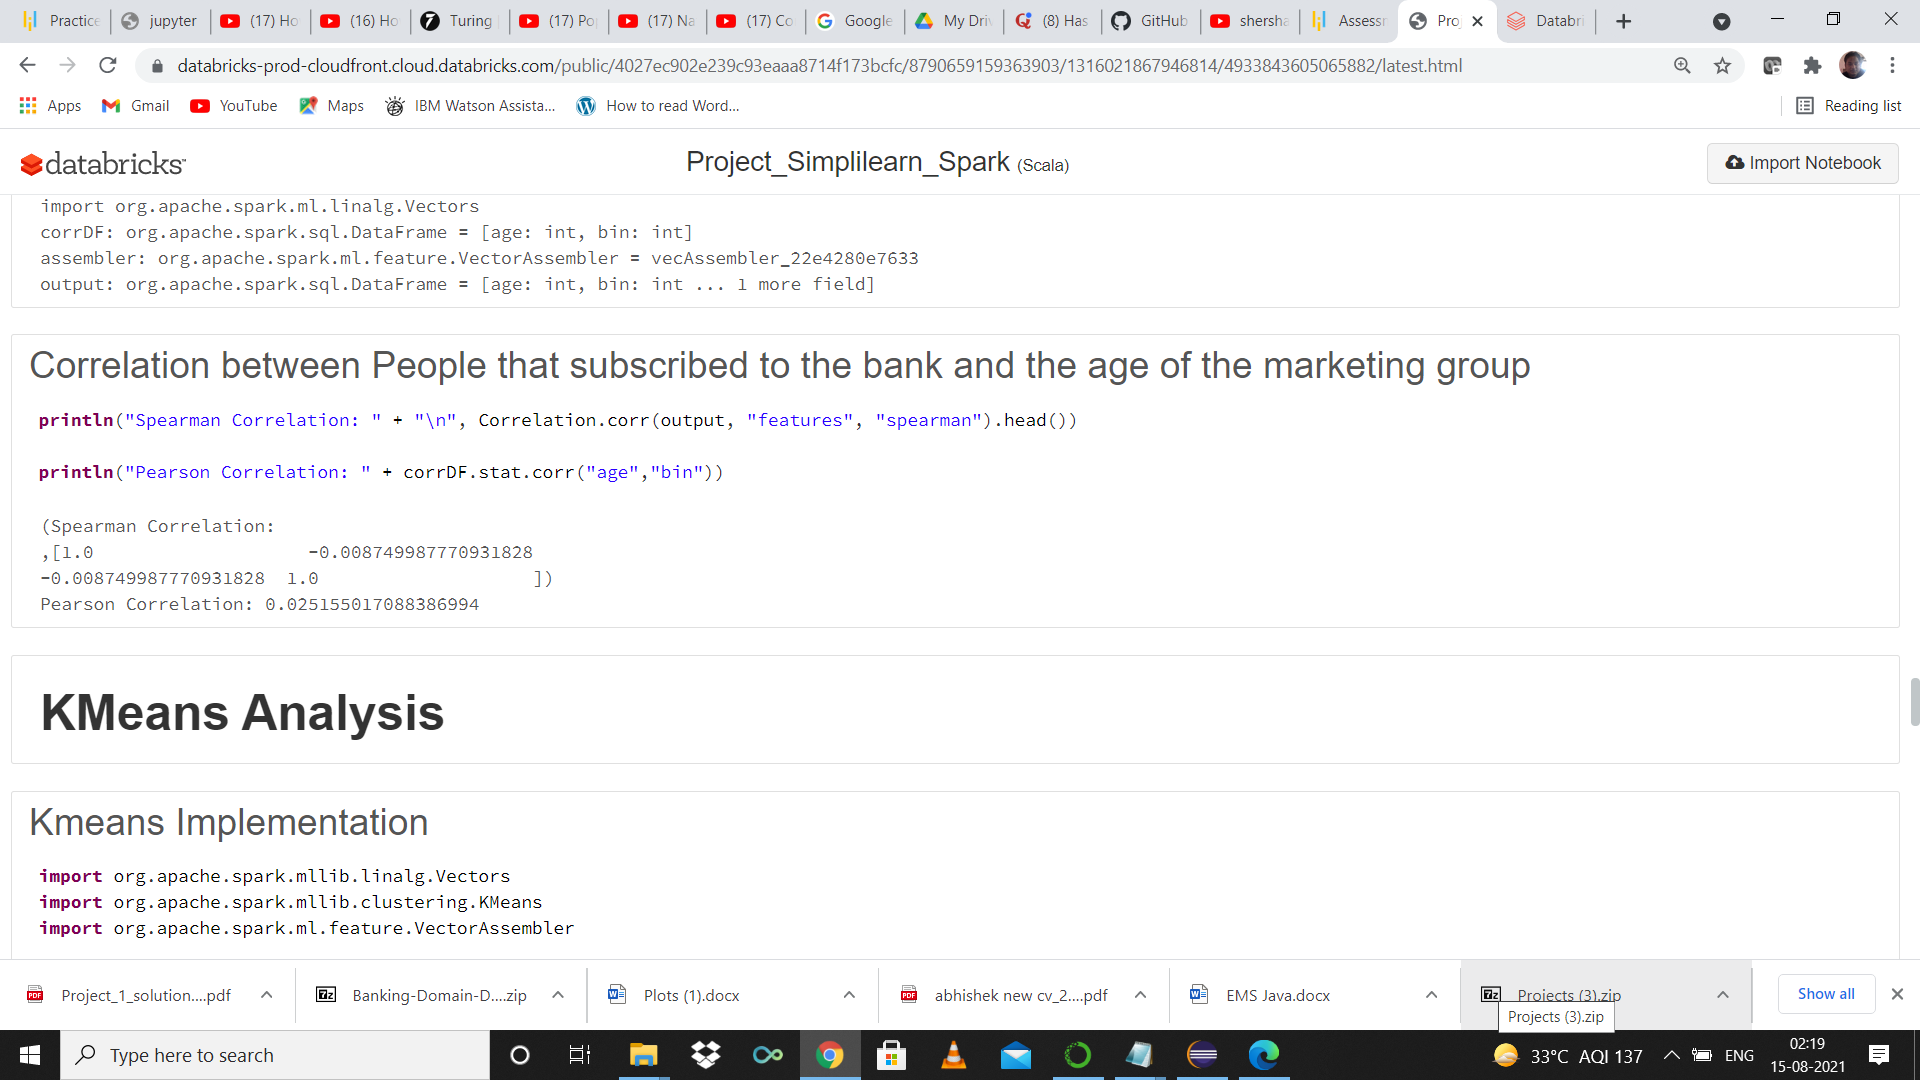 Practice
jupyter
(17) Ho
(16) Ho
Turing
(17) Po
(17) Na
(17) Co
Google
My Driv
(8) Has
GitHub
shersha
Assessm
Pro
Databri
databricks-prod-cloudfront.cloud.databricks.com/public/4027ec902e239c93eaaa8714f173bcfc/8790659159363903/1316021867946814/4933843605065882/latest.html
Apps
Gmail
YouTube
Maps
IBM Watson Assista...
How to read Word...
Reading list
databricks
Project_Simplilearn_Spark (Scala)
Import Notebook
import org.apache.spark.ml.linalg.Vectors
corrDF: org.apache.spark.sql.DataFrame = [age: int, bin: int]
assembler: org.apache.spark.ml.feature.VectorAssembler = vecAssembler_22e4280e7633
output: org.apache.spark.sql.DataFrame = [age: int, bin: int ... 1 more field]
Correlation between People that subscribed to the bank and the age of the marketing group
println("Spearman Correlation: " + "\n", Correlation.corr(output, "features", "spearman").head())
println("Pearson Correlation: " + corrDF.stat.corr("age","bin"))
(Spearman Correlation:
,[1.0 -0.008749987770931828
-0.008749987770931828 1.0 ])
Pearson Correlation: 0.025155017088386994
KMeans Analysis
Kmeans Implementation
import org.apache.spark.mllib.linalg.Vectors
import org.apache.spark.mllib.clustering.KMeans
import org.apache.spark.ml.feature.VectorAssembler
Project_1_solution....pdf
Banking-Domain-D....zip
Plots (1).docx
abhishek new cv_2....pdf
EMS Java.docx
Projects (3).zip
Show all
Projects (3).zip
Type here to search
33°C AQI 137
ENG
02:19
15-08-2021